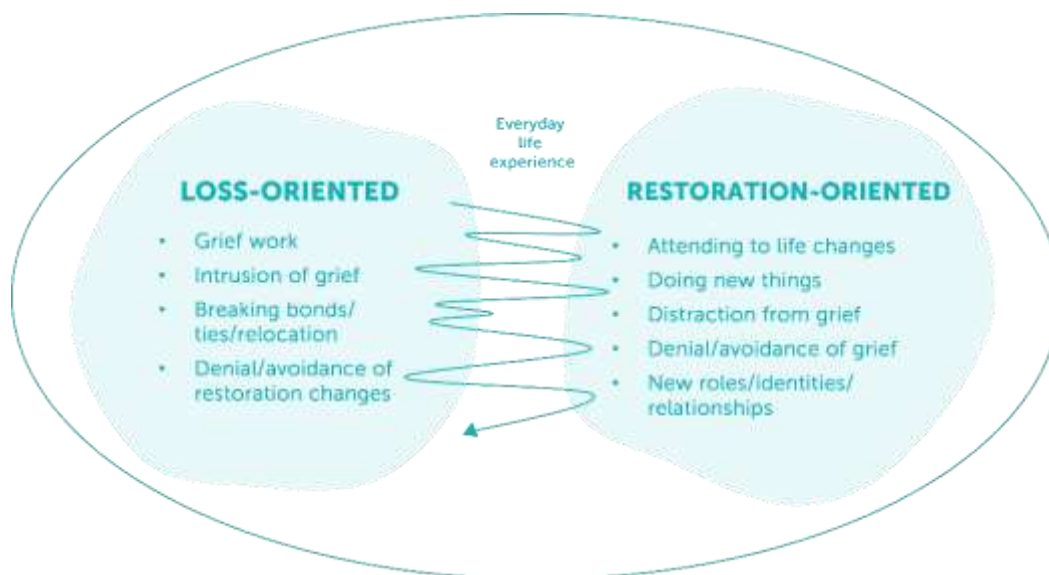 Everyday
life
experience
LOSS-ORIENTED
• Grief work
• Intrusion of grief
• Breaking bonds/
ties/relocation
• Denial/avoidance of
restoration changes
RESTORATION-ORIENTED
• Attending to life changes
• Doing new things
• Distraction from grief
• Denial/avoidance of grief
• New roles/identities/
relationships